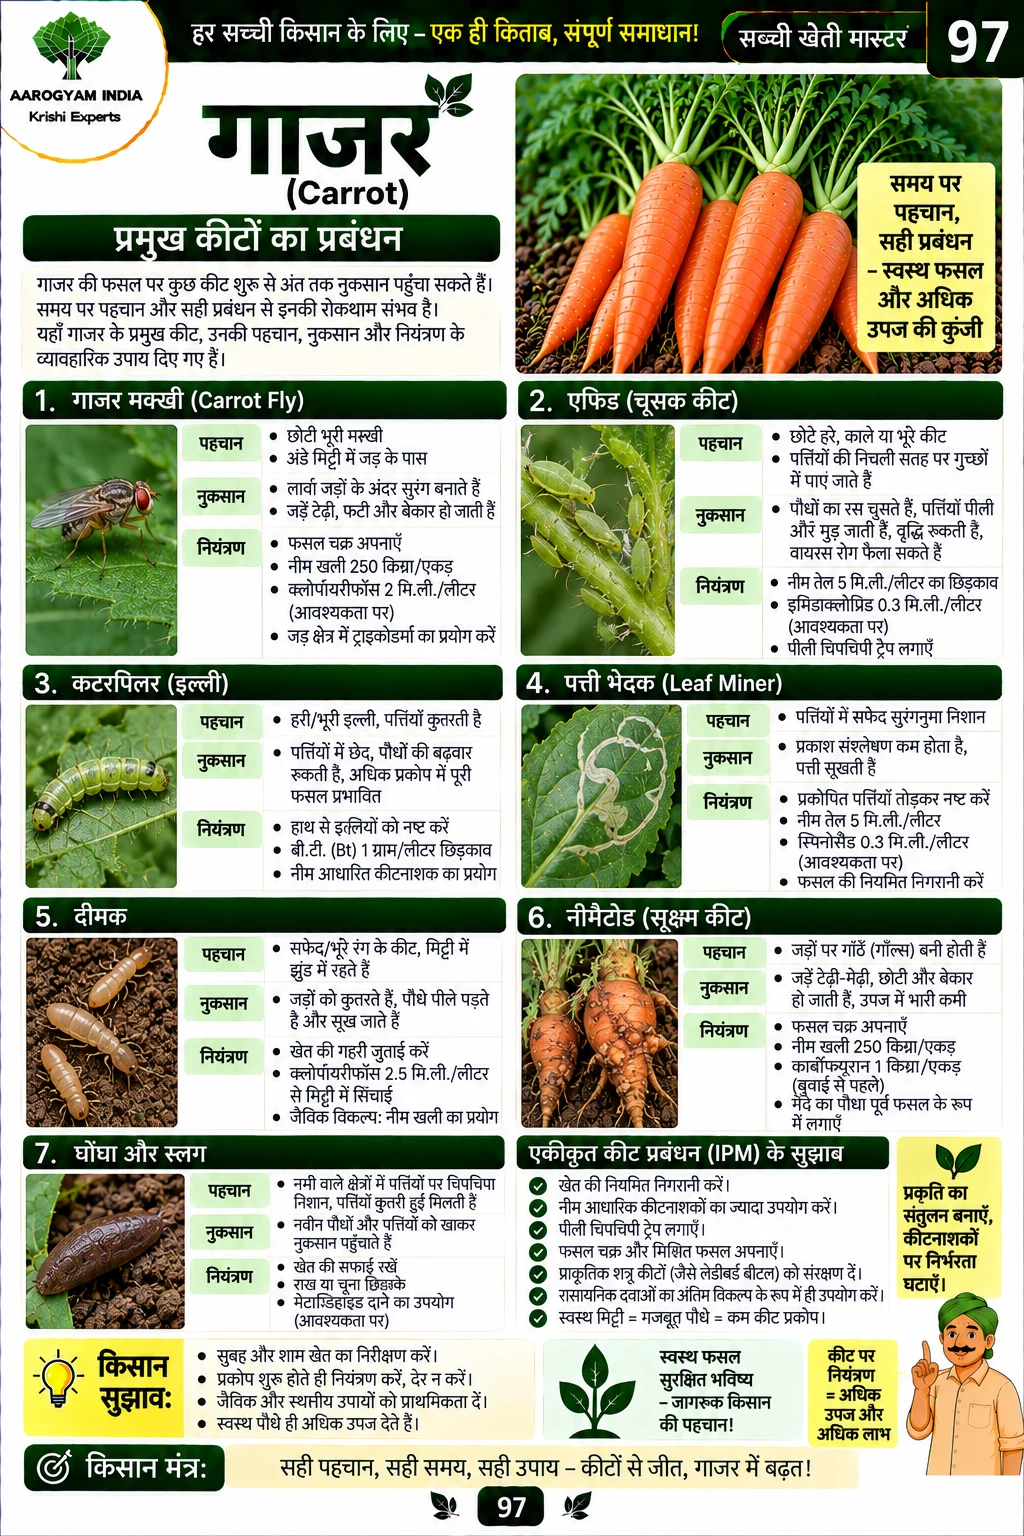 AAROGYAM INDIA
Krishi Experts
हर सच्ची किसान के लिए – एक ही किताब, संपूर्ण समाधान!
सब्ची खेती मास्टर
97
गाजर
(Carrot)
प्रमुख कीटों का प्रबंधन
गाजर की फसल पर कुछ कीट शुरू से अंत तक नुकसान पहुँचा सकते हैं।
समय पर पहचान और सही प्रबंधन से इनकी रोकथाम संभव है।
यहाँ गाजर के प्रमुख कीट, उनकी पहचान, नुकसान और नियंत्रण के
व्यावहारिक उपाय दिए गए हैं।
समय पर
पहचान,
सही प्रबंधन
– स्वस्थ फसल
और अधिक
उपज की कुंजी
1. गाजर मक्खी (Carrot Fly)
पहचान
• छोटी भूरी मक्खी
• अंडे मिट्टी में जड़ के पास
नुकसान
• लार्वा जड़ों के अंदर सुरंग बनाते हैं
• जड़ें टेढ़ी, फटी और बेकार हो जाती हैं
नियंत्रण
• फसल चक्र अपनाएँ
• नीम खली 250 किग्रा/एकड़
• क्लोर्पायरीफॉस 2 मि.ली./लीटर
(आवश्यकता पर)
• जड़ क्षेत्र में ट्राइकोडर्मा का प्रयोग करें
2. एफिड (चूसक कीट)
पहचान
• छोटे हरे, काले या भूरे कीट
• पत्तियों की निचली सतह पर गुच्छों
में पाएं जाते हैं
नुकसान
• पौधों का रस चुसते हैं, पत्तियाँ पीली
और मुड़ जाती हैं, वृद्धि रूकती हैं,
वायरस रोग फैला सकते हैं
नियंत्रण
• नीम तेल 5 मि.ली./लीटर का छिड़काव
• इमिडाक्लोप्रिड 0.3 मि.ली./लीटर
(आवश्यकता पर)
• पीली चिपचिपी ट्रैप लगाएँ
3. कटरपिलर (इल्ली)
पहचान
• हरी/भूरी इल्ली, पत्तियाँ कुतरती है
नुकसान
• पत्तियों में छेद, पौधों की बढ़वार
रूकती है, अधिक प्रकोप में पूरी
फसल प्रभावित
नियंत्रण
• हाथ से इल्लियों को नष्ट करें
• बी.टी. (Bt) 1 ग्राम/लीटर छिड़काव
• नीम आधारित कीटनाशक का प्रयोग
4. पत्ती भेदक (Leaf Miner)
पहचान
• पत्तियों में सफेद सुरंगनुमा निशान
नुकसान
• प्रकाश संश्लेषण कम होता है,
पत्ती सूखती हैं
नियंत्रण
• प्रकोपित पत्तियाँ तोड़कर नष्ट करें
• नीम तेल 5 मि.ली./लीटर
• स्पिनोसैड 0.3 मि.ली./लीटर
(आवश्यकता पर)
• फसल की नियमित निगरानी करें
5. दीमक
पहचान
• सफेद/भूरे रंग के कीट, मिट्टी में
झुंड में रहते हैं
नुकसान
• जड़ों को कुतरते हैं, पौधे पीले पड़ते
है और सूख जाते हैं
नियंत्रण
• खेत की गहरी जुताई करें
• क्लोर्पायरीफॉस 2.5 मि.ली./लीटर
से मिट्टी में सिंचाई
• जैविक विकल्प: नीम खली का प्रयोग
6. नीमैटोड (सूक्ष्म कीट)
पहचान
• जड़ों पर गाँठें (गॉल्स) बनी होती हैं
नुकसान
• जड़ें टेढ़ी-मेढ़ी, छोटी और बेकार
हो जाती हैं, उपज में भारी कमी
नियंत्रण
• फसल चक्र अपनाएँ
• नीम खली 250 किग्रा/एकड़
• कार्बोफ्यूरान 1 किग्रा/एकड़
(बुवाई से पहले)
• मेंदे का पौधा पूर्व फसल के रूप
में लगाएँ
7. घोंघा और स्लग
पहचान
• नमी वाले क्षेत्रों में पत्तियों पर चिपचिपा
निशान, पत्तियाँ कुतरी हुई मिलती हैं
नुकसान
• नवीन पौधों और पत्तियों को खाकर
नुकसान पहुँचाते हैं
नियंत्रण
• खेत की सफाई रखें
• राख या चूना छिड़कें
• दाने का उपयोग
(आवश्यकता पर)
एकीकृत कीट प्रबंधन (IPM) के सुझाव
खेत की नियमित निगरानी करें।
नीम आधारिक कीटनाशकों का ज्यादा उपयोग करें।
पीली चिपचिपी ट्रेप लगाएँ।
फसल चक्र और मिश्रित फसल अपनाएँ।
प्राकृतिक शत्रु कीटों (जैसे लेडीबर्ड बीटल) को संरक्षण दें।
रासायनिक दवाओं का अंतिम विकल्प के रूप में ही उपयोग करें।
स्वस्थ मिट्टी = मजबूत पौधे = कम कीट प्रकोप।
प्रकृति का
संतुलन बनाएँ,
कीटनाशकों
पर निर्भरता
घटाएँ।
किसान
सुझाव:
• सुबह और शाम खेत का निरीक्षण करें।
• प्रकोप शुरू होते ही नियंत्रण करें, देर न करें।
• जैविक और स्थानीय उपायों को प्राथमिकता दें।
• स्वस्थ पौधे ही अधिक उपज देते हैं।
स्वस्थ फसल
सुरक्षित भविष्य
– जागरूक किसान
की पहचान!
कीट पर
नियंत्रण
= अधिक
उपज और
अधिक लाभ
किसान मंत्र:
सही पहचान, सही समय, सही उपाय – कीटों से जीत, गाजर में बढ़त!
97